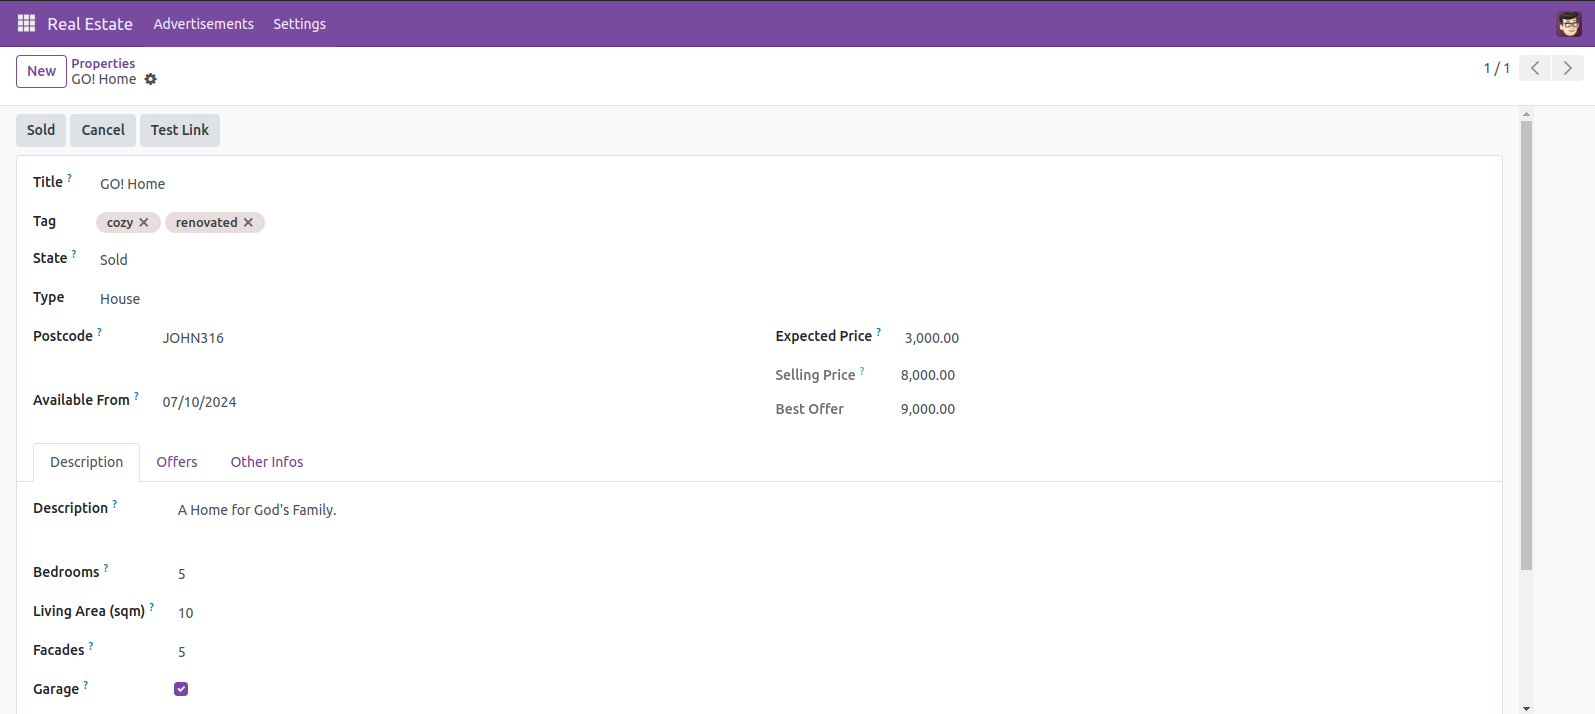 Real Estate Advertisements Settings
New Properties
GO! Home
1 / 1
Sold Cancel Test Link
Title ? GO! Home
Tag cozy renovated
State ? Sold
Type House
Postcode ? JOHN316 Expected Price ? 3,000.00
Selling Price ? 8,000.00
Available From ? 07/10/2024 Best Offer 9,000.00
Description Offers Other Infos
Description ? A Home for God's Family.
Bedrooms ? 5
Living Area (sqm) ? 10
Facades ? 5
Garage ?